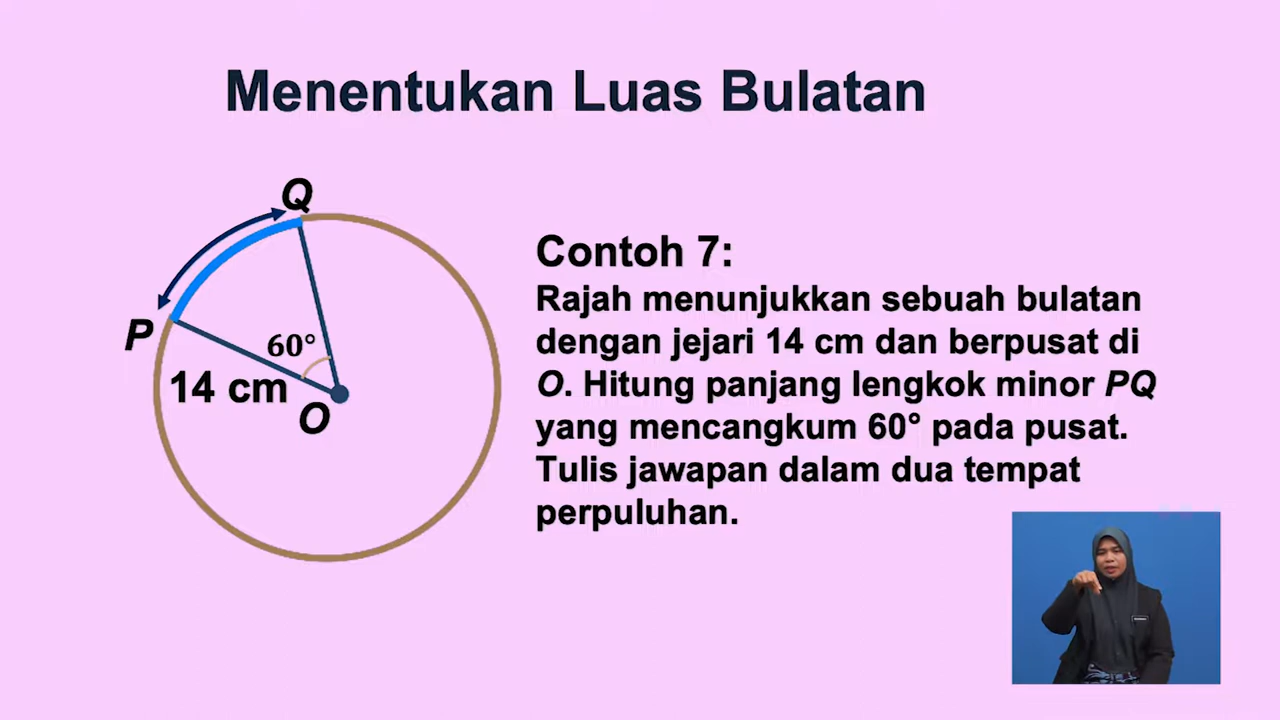 Menentukan Luas Bulatan
Q
P
60°
14 cm
O
Contoh 7:
Rajah menunjukkan sebuah bulatan
dengan jejari 14 cm dan berpusat di
O. Hitung panjang lengkok minor PQ
yang mencangkum 60° pada pusat.
Tulis jawapan dalam dua tempat
perpuluhan.